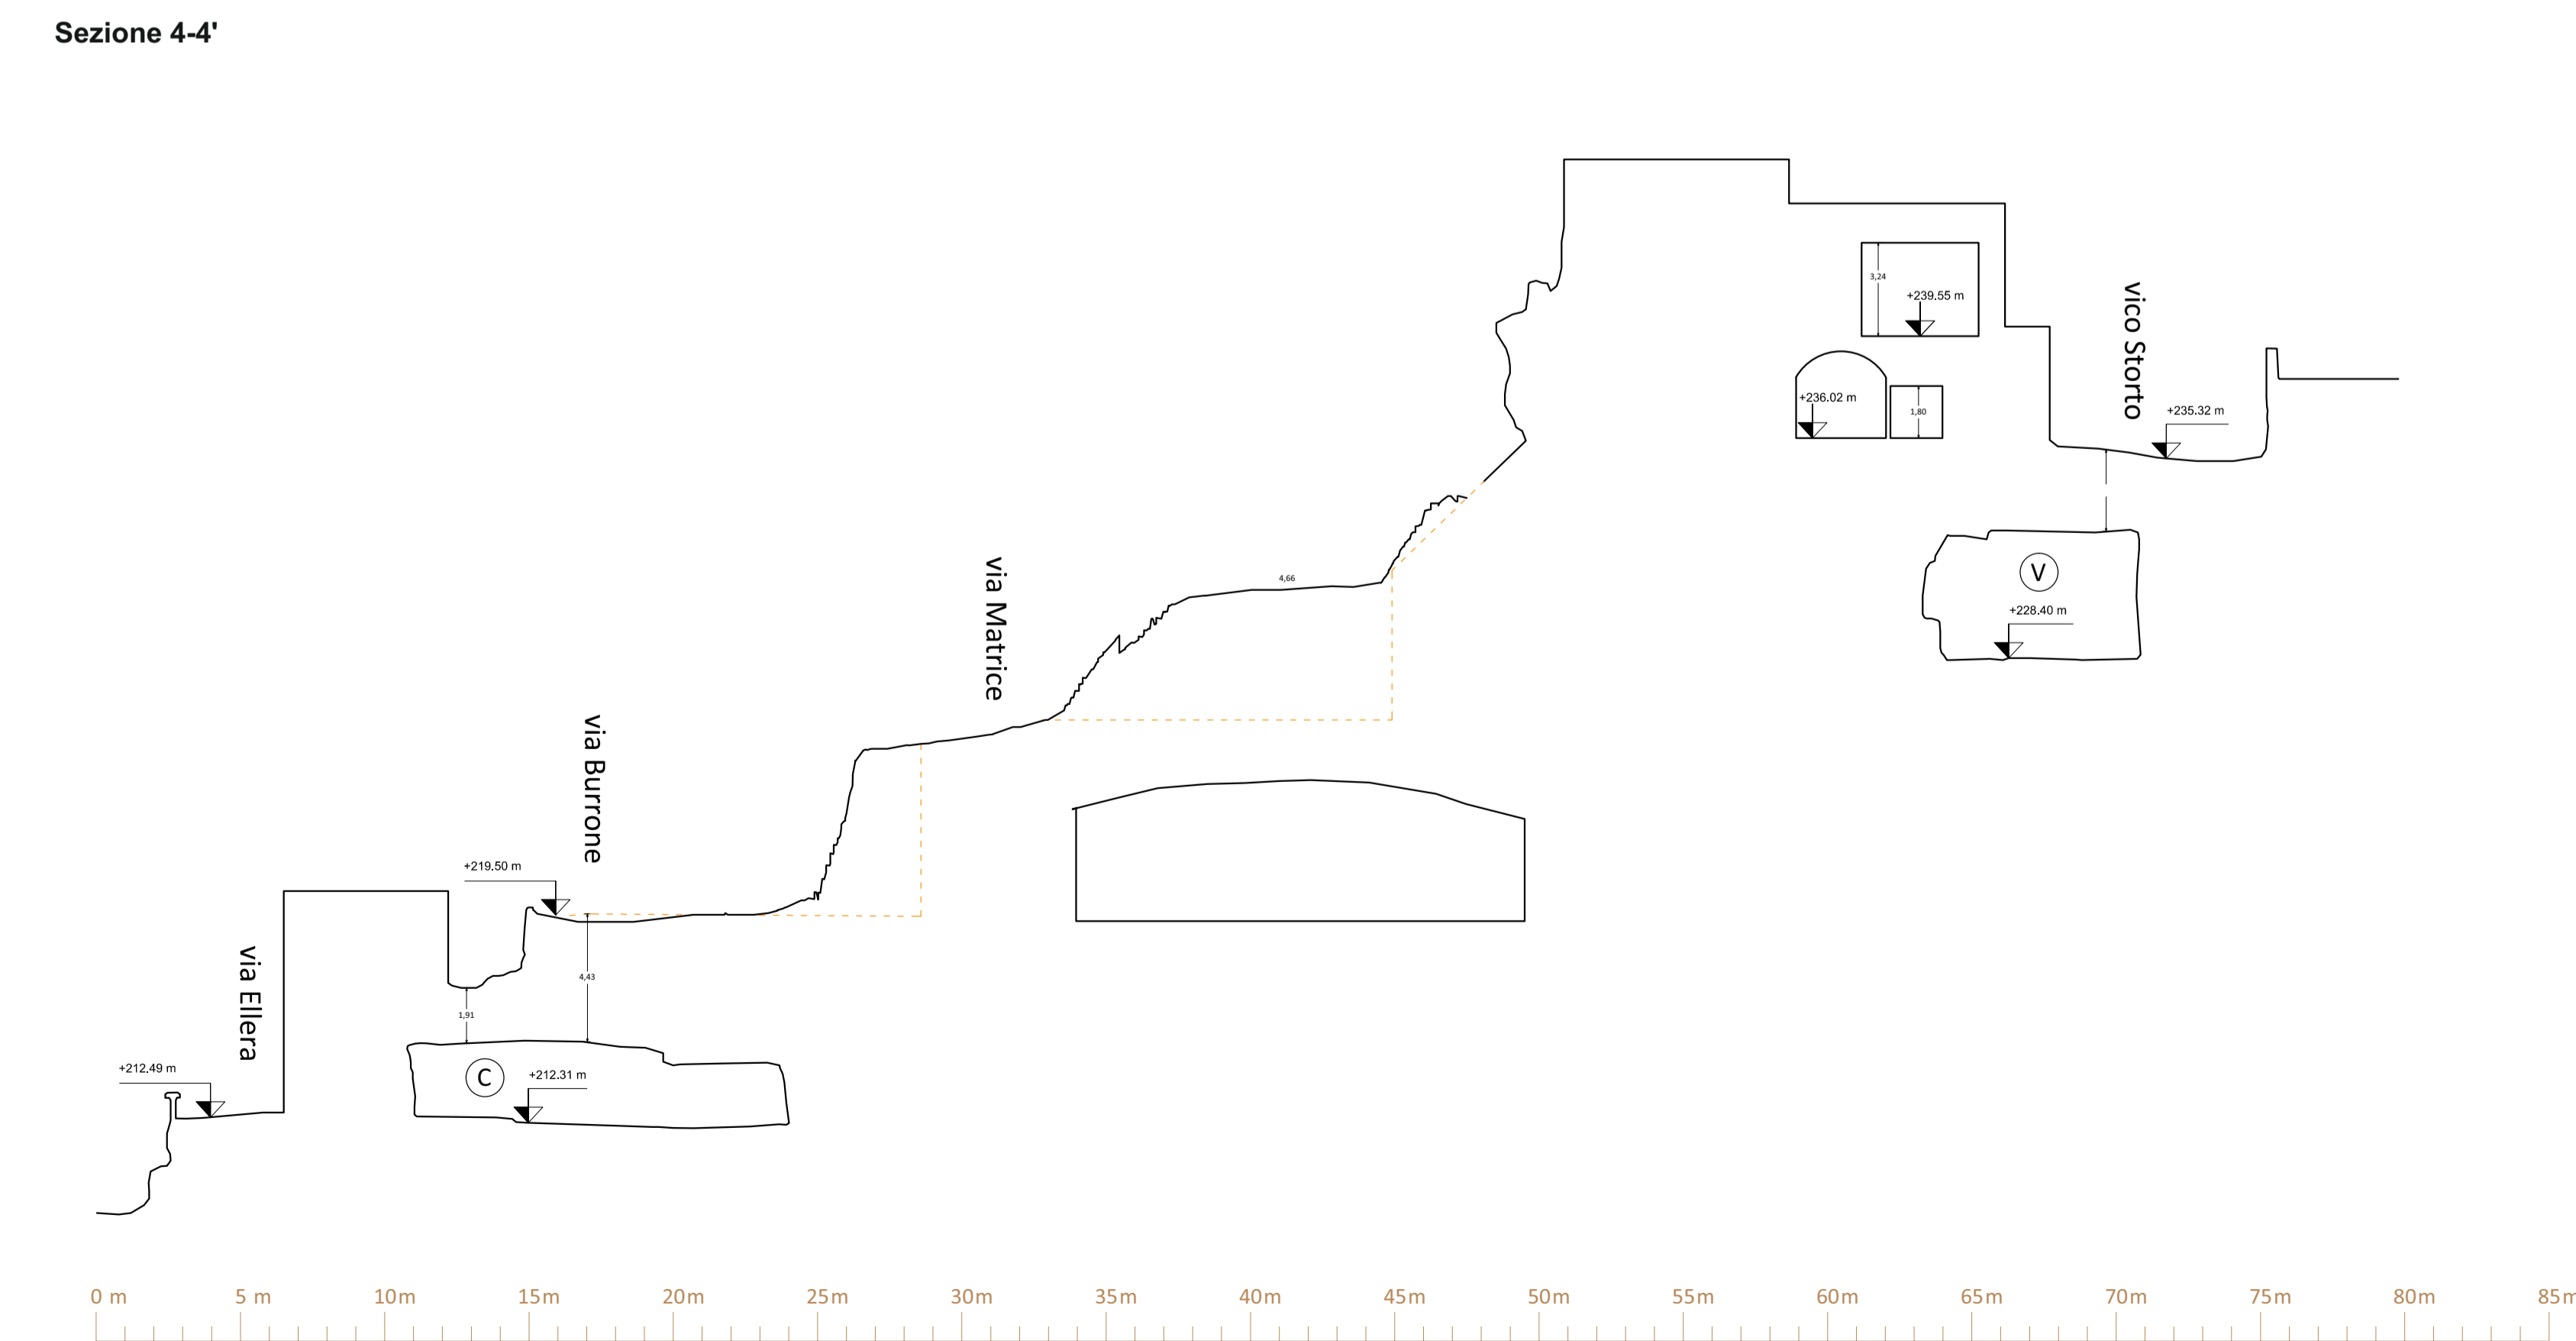 Sezione 4-4'
3,24
+239.55 m
vico Storto
+236.02 m
1,80
+235.32 m
via Matrice
4,66
V
+228.40 m
via Burrone
+219.50 m
via Ellera
4,43
1,91
+212.49 m
C
+212.31 m
0 m 5 m 10m 15m 20m 25m 30m 35m 40m 45m 50m 55m 60m 65m 70m 75m 80m 85m